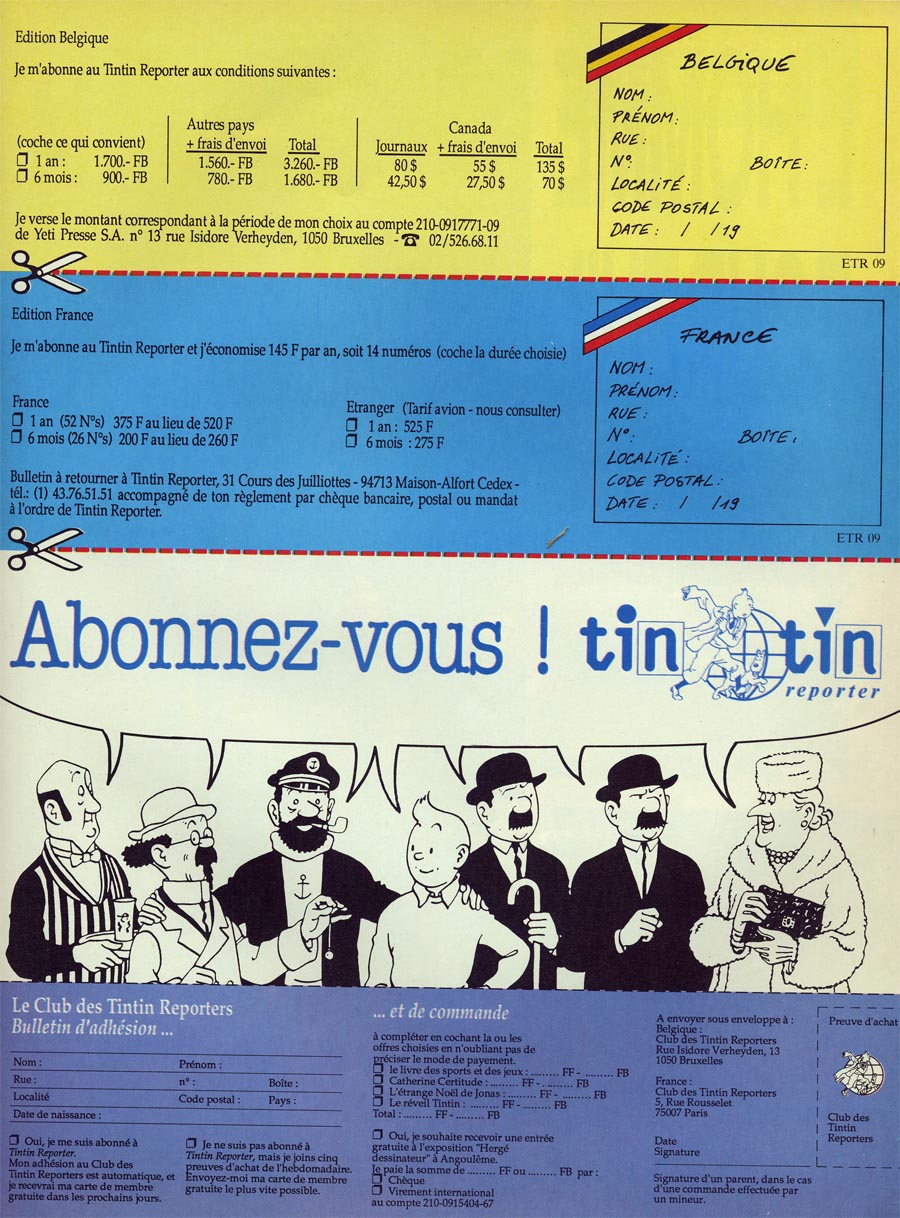 Edition Belgique
Je m'abonne au Tintin Reporter aux conditions suivantes :
(coche ce qui convient)
1 an : 1.700.- FB
6 mois : 900.- FB
Autres pays
+ frais d'envoi Total
1.560.- FB 3.260.- FB
780.- FB 1.680.- FB
Canada
Journaux + frais d'envoi Total
80 $ 55 $ 135 $
42,50 $ 27,50 $ 70 $
Je verse le montant correspondant à la période de mon choix au compte 210-0917771-09
de Yeti Presse S.A. n° 13 rue Isidore Verheyden, 1050 Bruxelles - ☎ 02/526.68.11
BELGIQUE
NOM :
PRÉNOM :
RUE :
N°: BOÎTE :
LOCALITÉ :
CODE POSTAL :
DATE : / /19
ETR 09
Edition France
Je m'abonne au Tintin Reporter et j'économise 145 F par an, soit 14 numéros (coche la durée choisie)
France
1 an (52 N°s) 375 F au lieu de 520 F
6 mois (26 N°s) 200 F au lieu de 260 F
Etranger (Tarif avion - nous consulter)
1 an : 525 F
6 mois : 275 F
Bulletin à retourner à Tintin Reporter, 31 Cours des Juilliottes - 94713 Maison-Alfort Cedex -
tél.: (1) 43.76.51.51 accompagné de ton règlement par chèque bancaire, postal ou mandat
à l'ordre de Tintin Reporter.
FRANCE
NOM :
PRÉNOM :
RUE :
N°: BOÎTE :
LOCALITÉ :
CODE POSTAL :
DATE : / /19
ETR 09
Abonnez-vous ! tintin
reporter
Le Club des Tintin Reporters
Bulletin d'adhésion ...
Nom : Prénom :
Rue : n° : Boîte :
Localité Code postal : Pays :
Date de naissance :
Oui, je me suis abonné à
Tintin Reporter.
Mon adhésion au Club des
Tintin Reporters est automatique, et
je recevrai ma carte de membre
gratuite dans les prochains jours.
Je ne suis pas abonné à
Tintin Reporter, mais je joins cinq
preuves d'achat de l'hebdomadaire.
Envoyez-moi ma carte de membre
gratuite le plus vite possible.
... et de commande
à compléter en cochant la ou les
offres choisies en n'oubliant pas de
préciser le mode de payement.
le livre des sports et des jeux : ......... FF - ......... FB
Catherine Certitude : ......... FF - . ......... FB
L'étrange Noël de Jonas : ......... FF - ......... FB
Le réveil Tintin : ......... FF - ......... FB
Total : ......... FF - ......... FB
Oui, je souhaite recevoir une entrée
gratuite à l'exposition "Hergé
dessinateur" à Angoulême.
Je paie la somme de ......... FF ou ......... FB par :
Chèque
Virement international
au compte 210-0915404-67
A envoyer sous enveloppe à :
Belgique :
Club des Tintin Reporters
Rue Isidore Verheyden, 13
1050 Bruxelles
France :
Club des Tintin Reporters
5, Rue Rousselet
75007 Paris
Date
Signature
Signature d'un parent, dans le cas
d'une commande effectuée par
un mineur.
Preuve d'achat
Club des
Tintin
Reporters